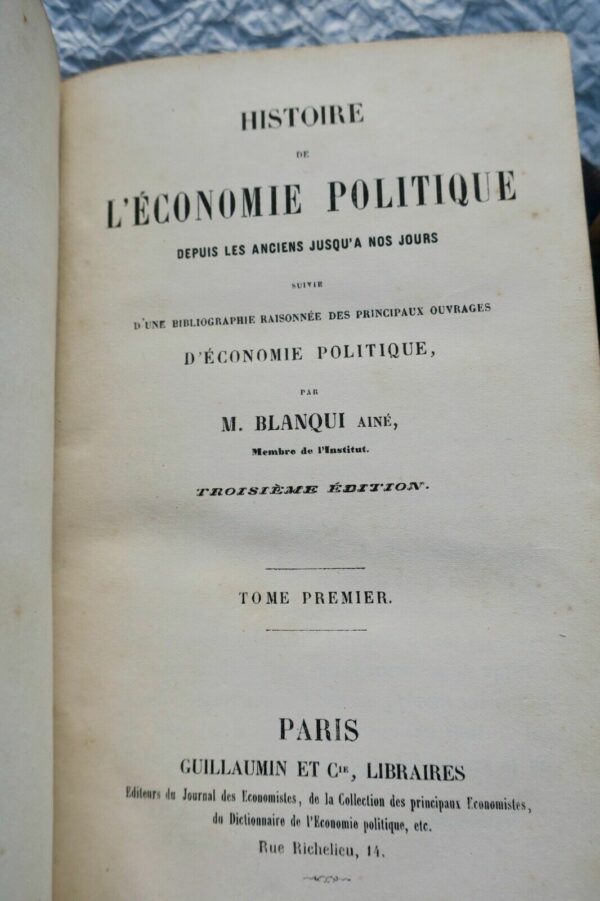 HISTOIRE
DE
L'ÉCONOMIE POLITIQUE
DEPUIS LES ANCIENS JUSQU'A NOS JOURS
SUIVIE
D'UNE BIBLIOGRAPHIE RAISONNÉE DES PRINCIPAUX OUVRAGES
D'ÉCONOMIE POLITIQUE,
PAR
M. BLANQUI AINÉ,
Membre de l'Institut.
TROISIÈME ÉDITION.
TOME PREMIER.
PARIS
GUILLAUMIN ET Cie, LIBRAIRES
Editeurs du Journal des Economistes, de la Collection des principaux Economistes,
du Dictionnaire de l'Economie politique, etc.
Rue Richelieu, 14.